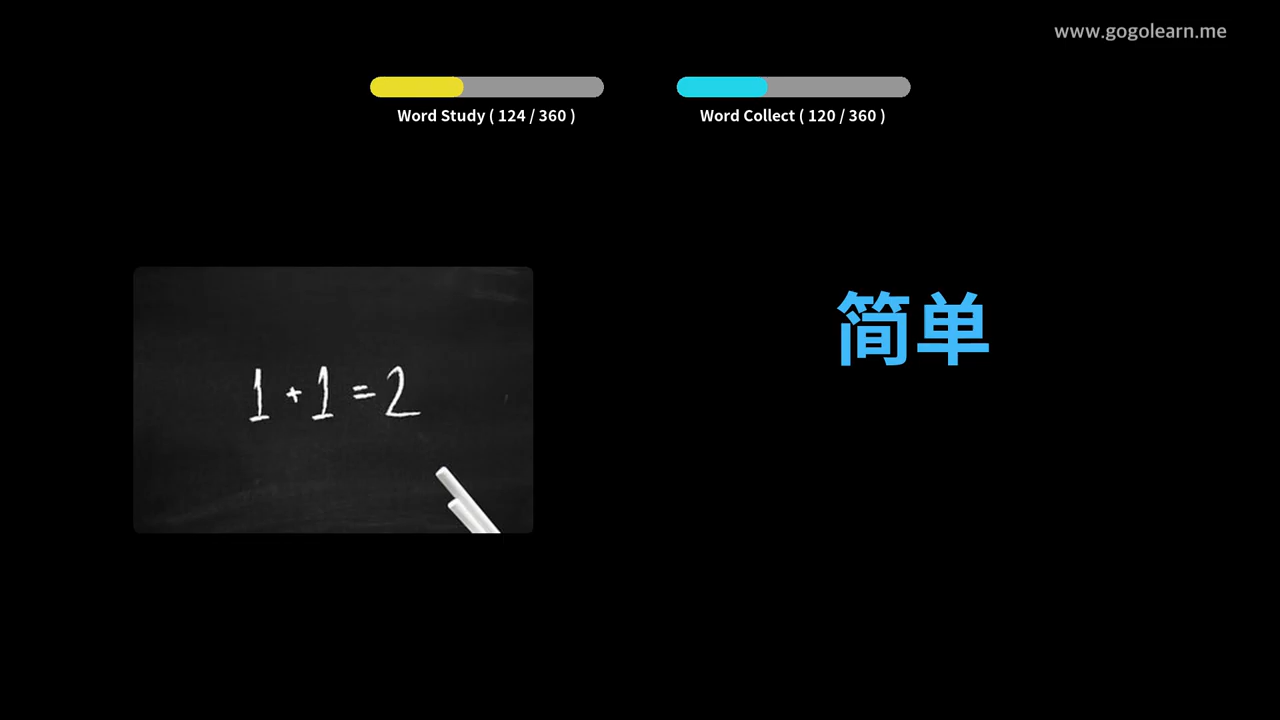 www.gogolearn.me
Word Study ( 124 / 360 )
Word Collect ( 120 / 360 )
简单
1 + 1 = 2